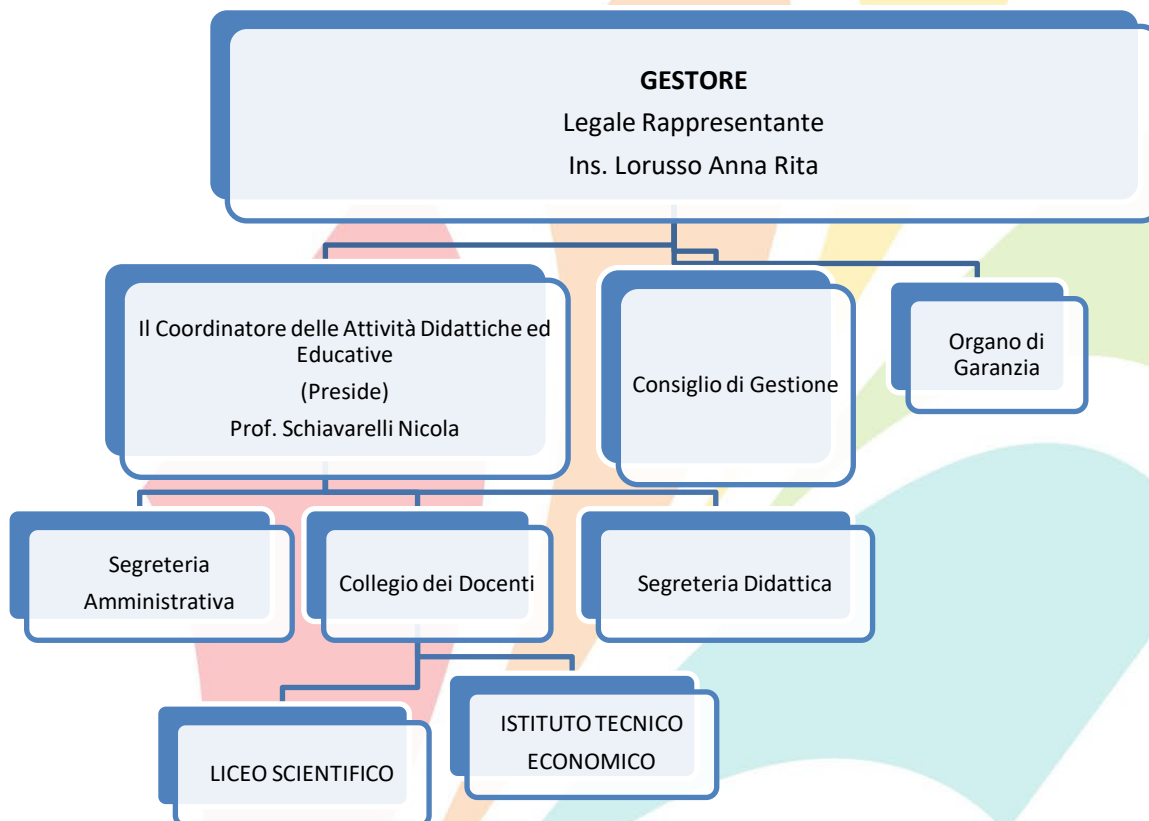 GESTORE
Legale Rappresentante
Ins. Lorusso Anna Rita
Il Coordinatore delle Attività Didattiche ed
Educative
(Preside)
Prof. Schiavarelli Nicola
Consiglio di Gestione
Organo di
Garanzia
Segreteria
Amministrativa
Collegio dei Docenti
Segreteria Didattica
LICEO SCIENTIFICO
ISTITUTO TECNICO
ECONOMICO